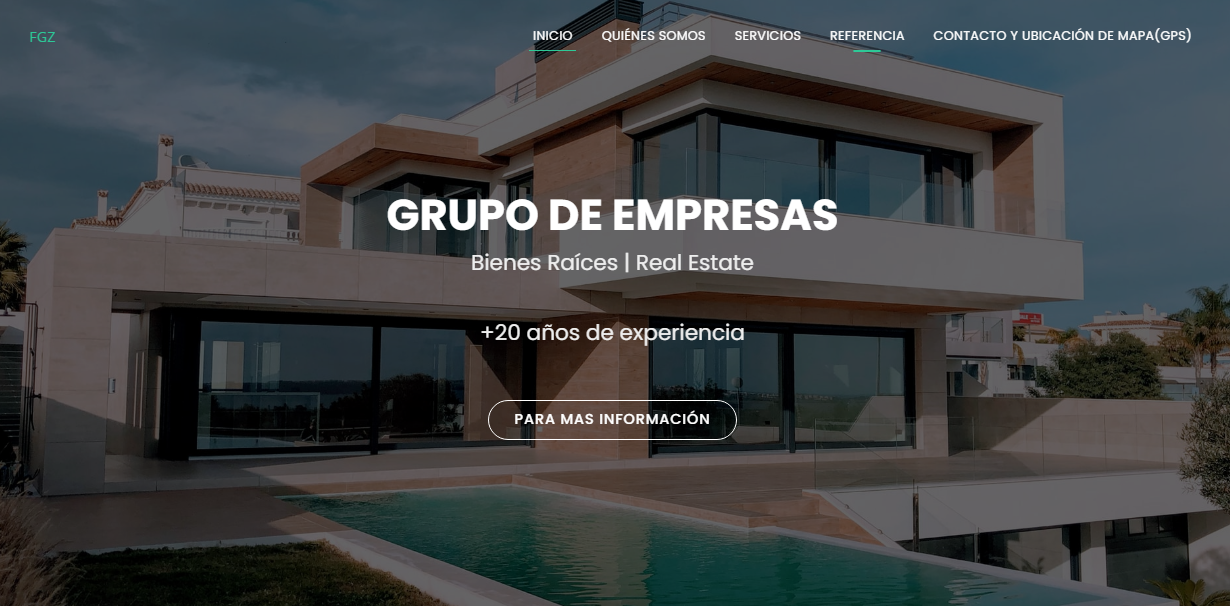 FGZ
INICIO QUIÉNES SOMOS SERVICIOS REFERENCIA CONTACTO Y UBICACIÓN DE MAPA(GPS)
GRUPO DE EMPRESAS
Bienes Raíces | Real Estate
+20 años de experiencia
PARA MAS INFORMACIÓN